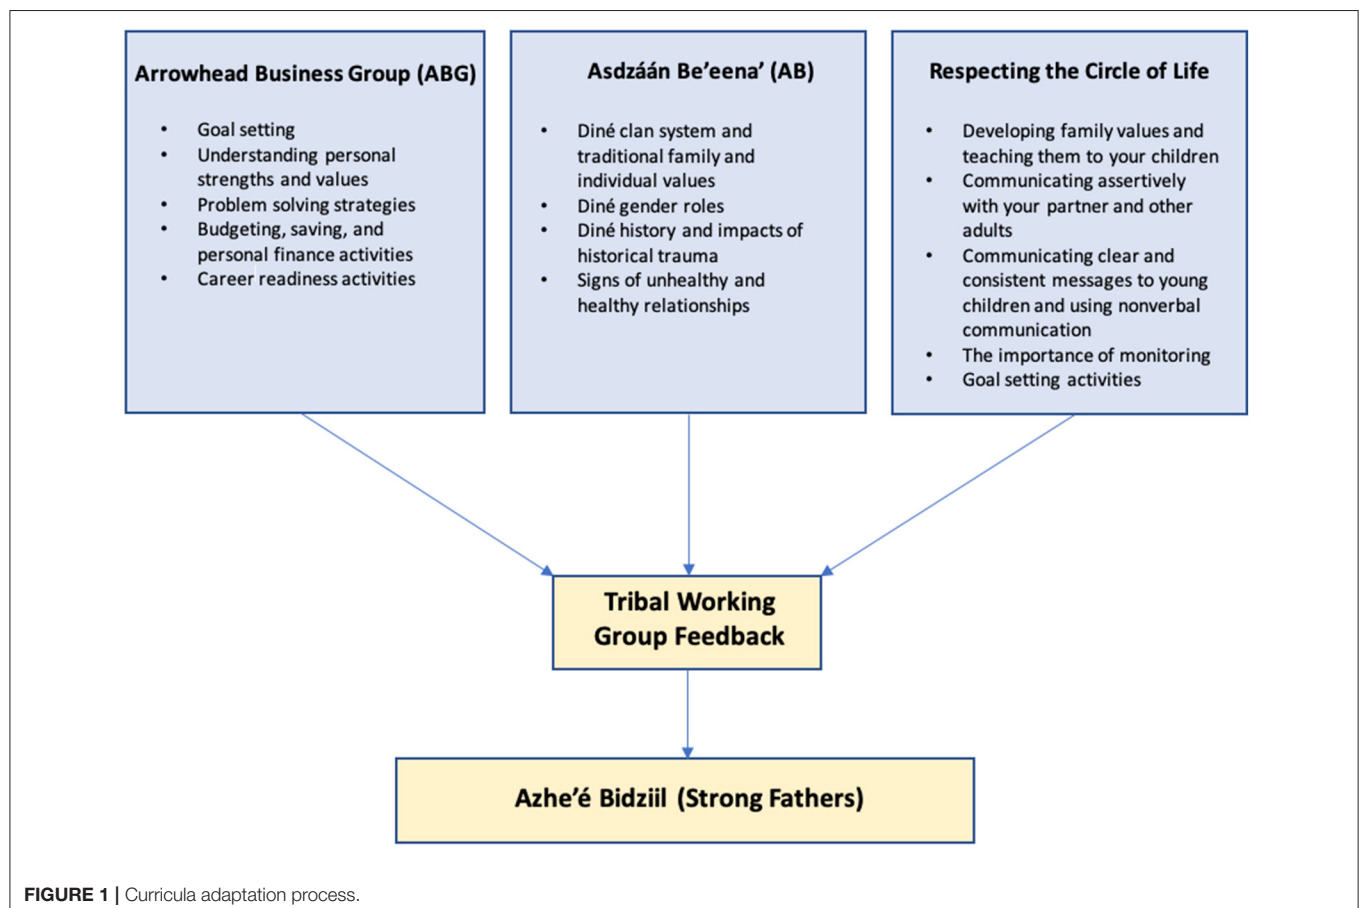 Arrowhead Business Group (ABG)
• Goal setting
• Understanding personal
strengths and values
• Problem solving strategies
• Budgeting, saving, and
personal finance activities
• Career readiness activities
Asdzáán Be’eena’ (AB)
• Diné clan system and
traditional family and
individual values
• Diné gender roles
• Diné history and impacts of
historical trauma
• Signs of unhealthy and
healthy relationships
Respecting the Circle of Life
• Developing family values and
teaching them to your children
• Communicating assertively
with your partner and other
adults
• Communicating clear and
consistent messages to young
children and using nonverbal
communication
• The importance of monitoring
• Goal setting activities
Tribal Working
Group Feedback
Azhe’é Bidziil (Strong Fathers)
FIGURE 1 | Curricula adaptation process.